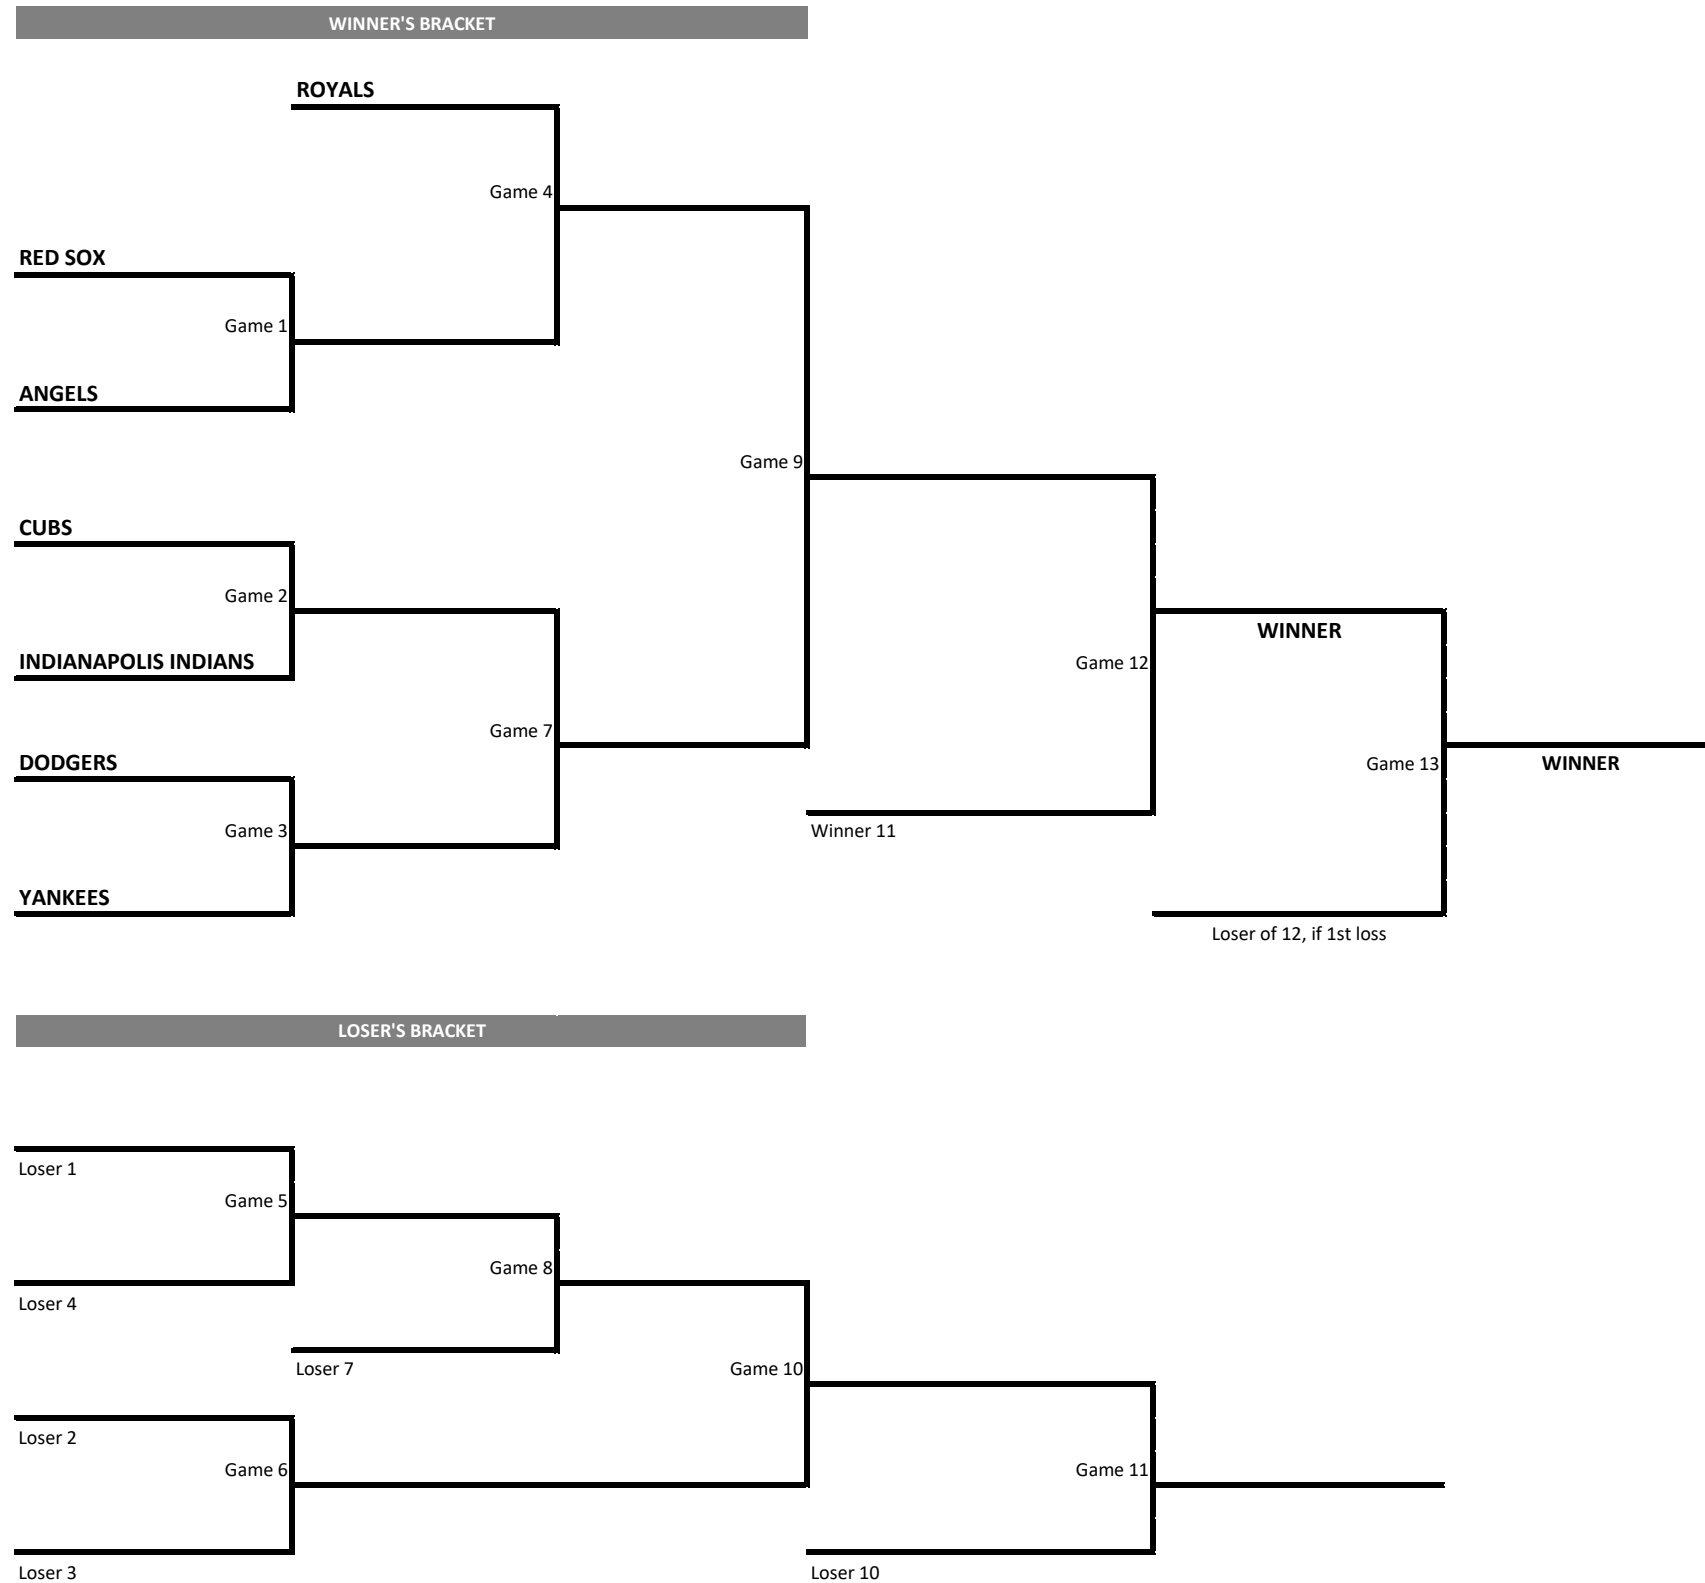 WINNER'S BRACKET
ROYALS
Game 4
RED SOX
Game 1
ANGELS
Game 9
CUBS
Game 2
INDIANAPOLIS INDIANS
WINNER
Game 12
Game 7
DODGERS
Game 13
WINNER
Game 3
Winner 11
YANKEES
Loser of 12, if 1st loss
LOSER'S BRACKET
Loser 1
Game 5
Game 8
Loser 4
Loser 7
Game 10
Loser 2
Game 6
Game 11
Loser 3
Loser 10